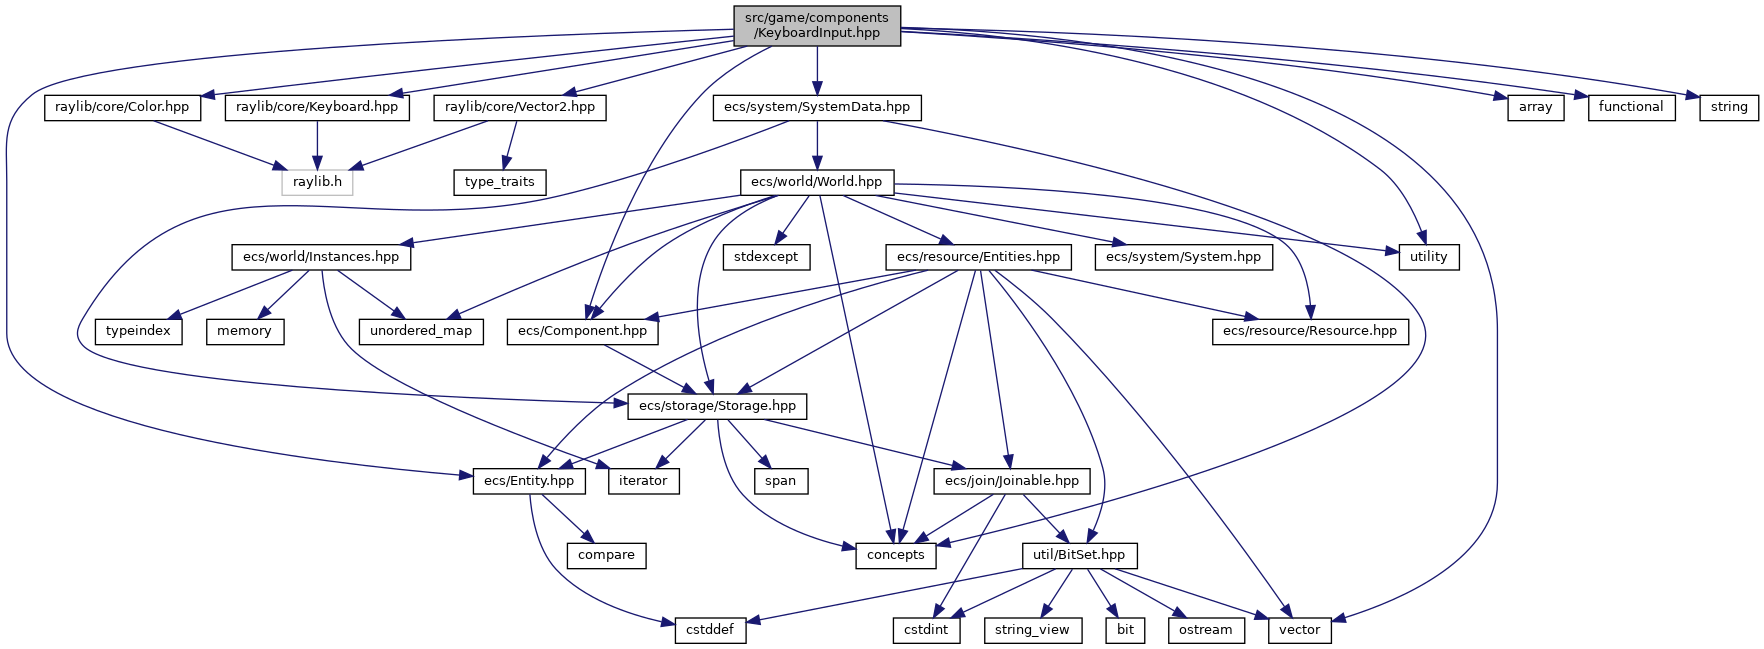 src/game/components
/KeyboardInput.hpp
raylib/core/Color.hpp
raylib/core/Keyboard.hpp
raylib/core/Vector2.hpp
ecs/system/SystemData.hpp
array
functional
string
raylib.h
type_traits
ecs/world/World.hpp
ecs/world/Instances.hpp
stdexcept
ecs/resource/Entities.hpp
ecs/system/System.hpp
utility
typeindex
memory
unordered_map
ecs/Component.hpp
ecs/resource/Resource.hpp
ecs/storage/Storage.hpp
ecs/Entity.hpp
iterator
span
ecs/join/Joinable.hpp
compare
concepts
util/BitSet.hpp
cstddef
cstdint
string_view
bit
ostream
vector